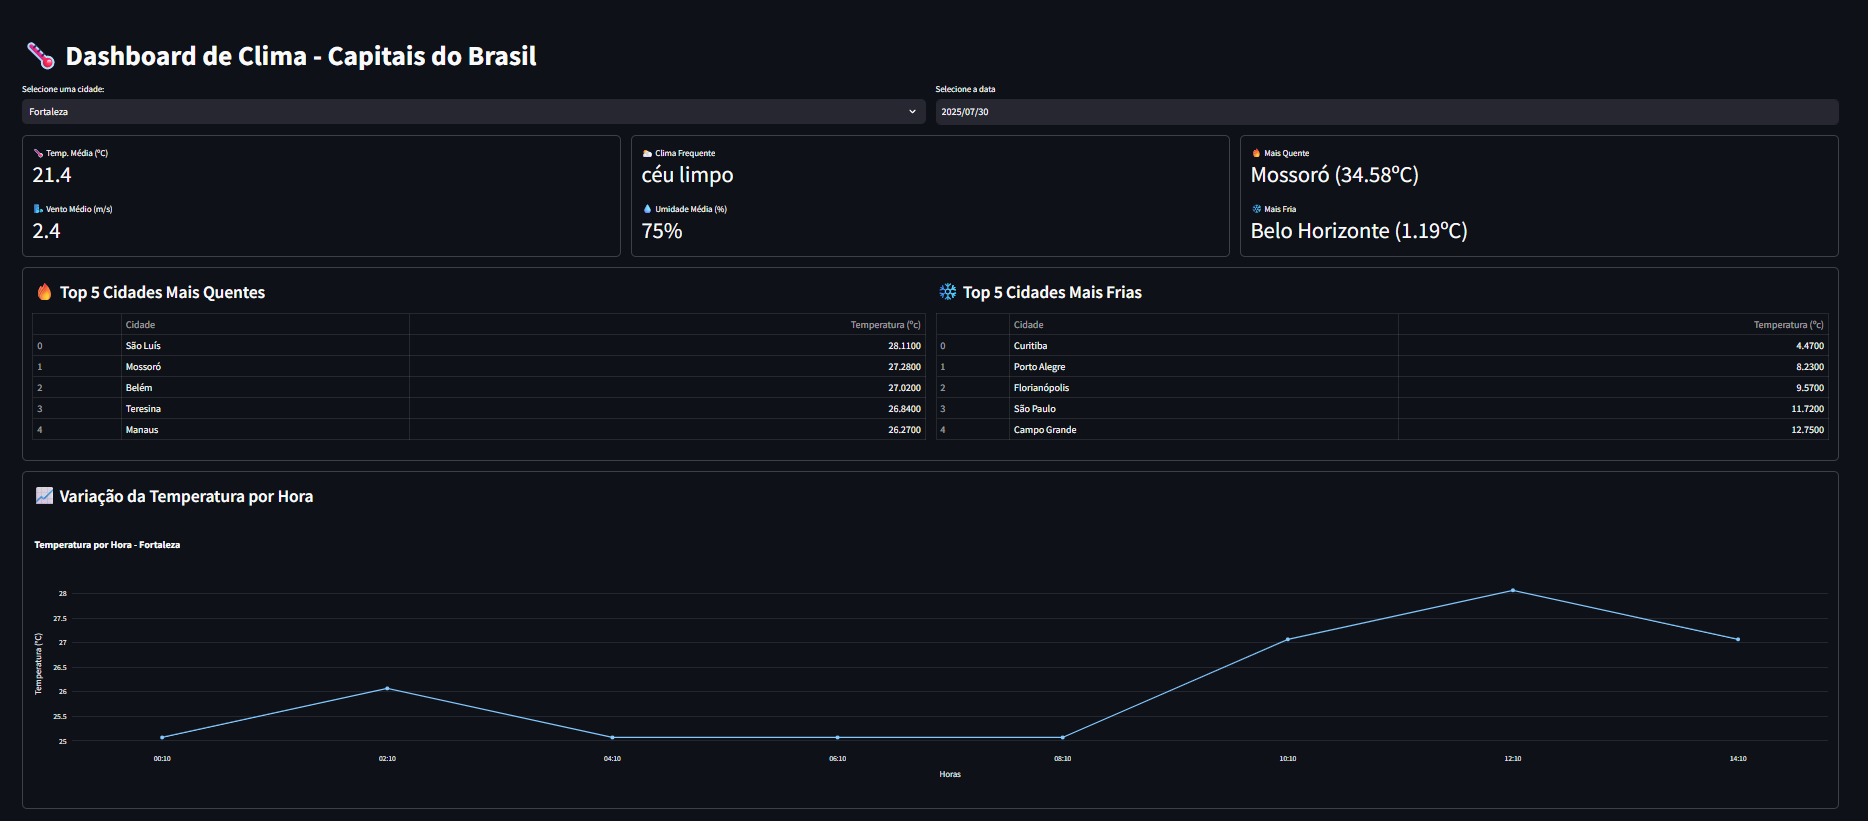 Dashboard de Clima - Capitais do Brasil
Selecione uma cidade:
Fortaleza
Selecione a data
2025/07/30
Temp. Média (ºC)
21.4
Vento Médio (m/s)
2.4
Clima Frequente
céu limpo
Umidade Média (%)
75%
Mais Quente
Mossoró (34.58ºC)
Mais Fria
Belo Horizonte (1.19ºC)
Top 5 Cidades Mais Quentes
Cidade Temperatura (ºc)
0 São Luís 28.1100
1 Mossoró 27.2800
2 Belém 27.0200
3 Teresina 26.8400
4 Manaus 26.2700
Top 5 Cidades Mais Frias
Cidade Temperatura (ºc)
0 Curitiba 4.4700
1 Porto Alegre 8.2300
2 Florianópolis 9.5700
3 São Paulo 11.7200
4 Campo Grande 12.7500
Variação da Temperatura por Hora
Temperatura por Hora - Fortaleza
Temperatura (°C)
28
27.5
27
26.5
26
25.5
25
00:10 02:10 04:10 06:10 08:10 10:10 12:10 14:10
Horas